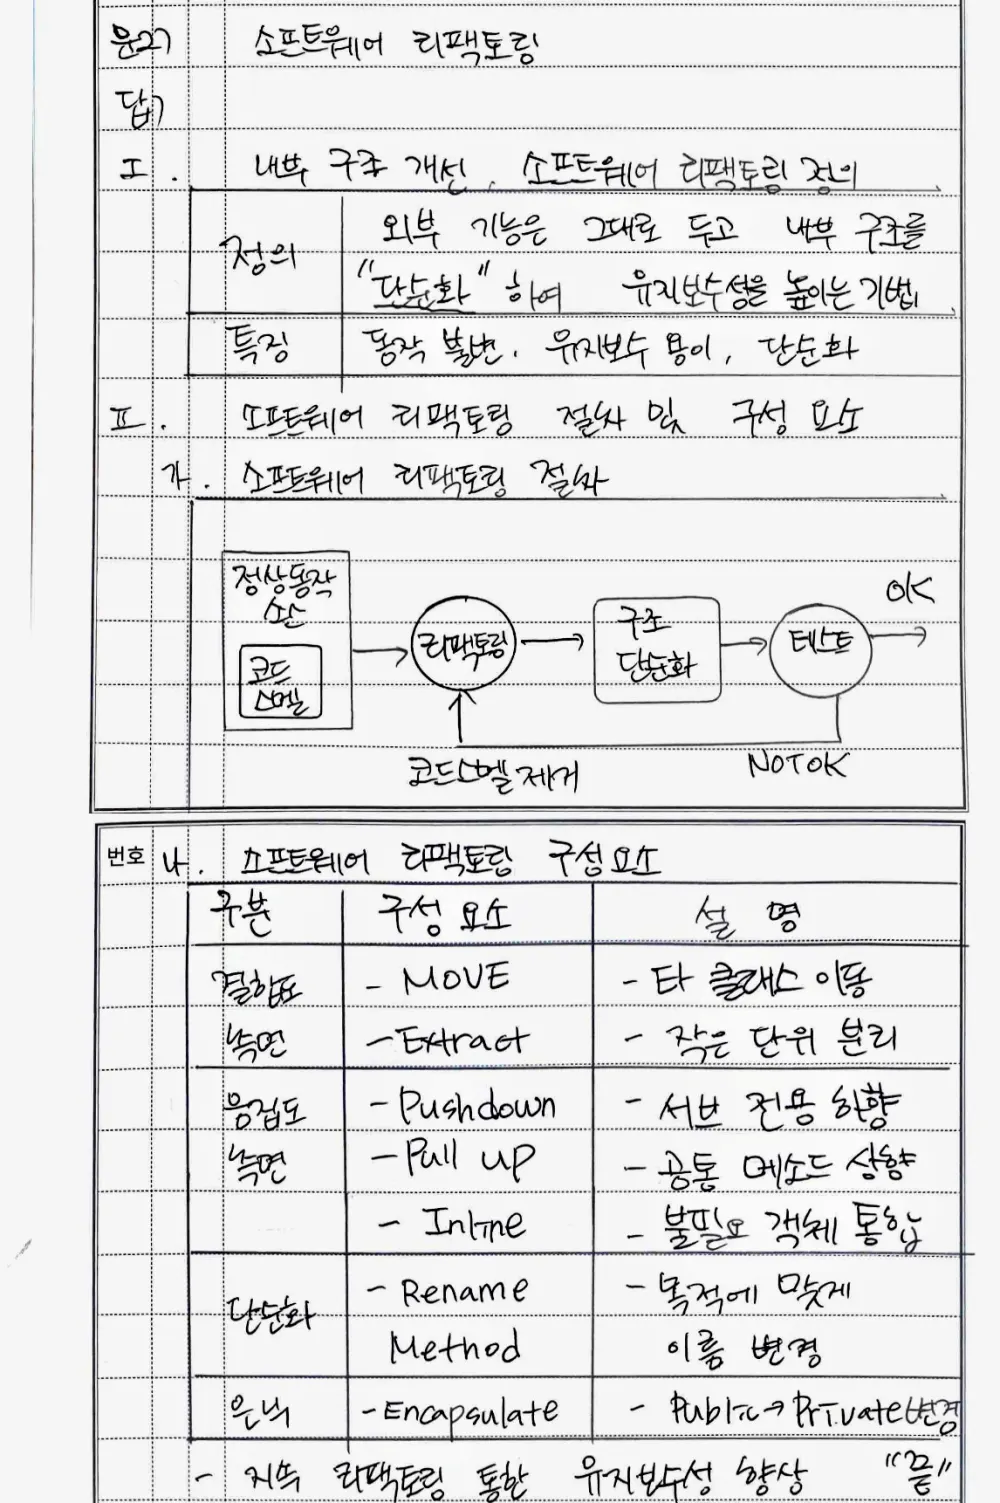 문2)
소프트웨어 리팩토링
답)
I. 내부 구조 개선, 소프트웨어 리팩토링 정의
정의
외부 기능은 그대로 두고 내부 구조를
"단순화"하여 유지보수성을 높이는 기법
특징
동작 불변, 유지보수 용이, 단순화
II. 소프트웨어 리팩토링 절차 및 구성 요소
가. 소프트웨어 리팩토링 절차
정상동작
소스
코드
스멜
리팩토링
구조
단순화
테스트
OK
코드스멜 제거
NOT OK
번호
나. 소프트웨어 리팩토링 구성요소
구분 구성 요소 설명
결합도
측면
- MOVE - 타 클래스 이동
- Extract - 작은 단위 분리
응집도
측면
- Pushdown - 서브 전용 하향
- Pull up - 공통 메소드 상향
- Inline - 불필요 객체 통합
단순화
- Rename
Method
- 목적에 맞게
이름 변경
은닉 - Encapsulate - Public→Private변경
- 지속 리팩토링 통한 유지보수성 향상 "끝"